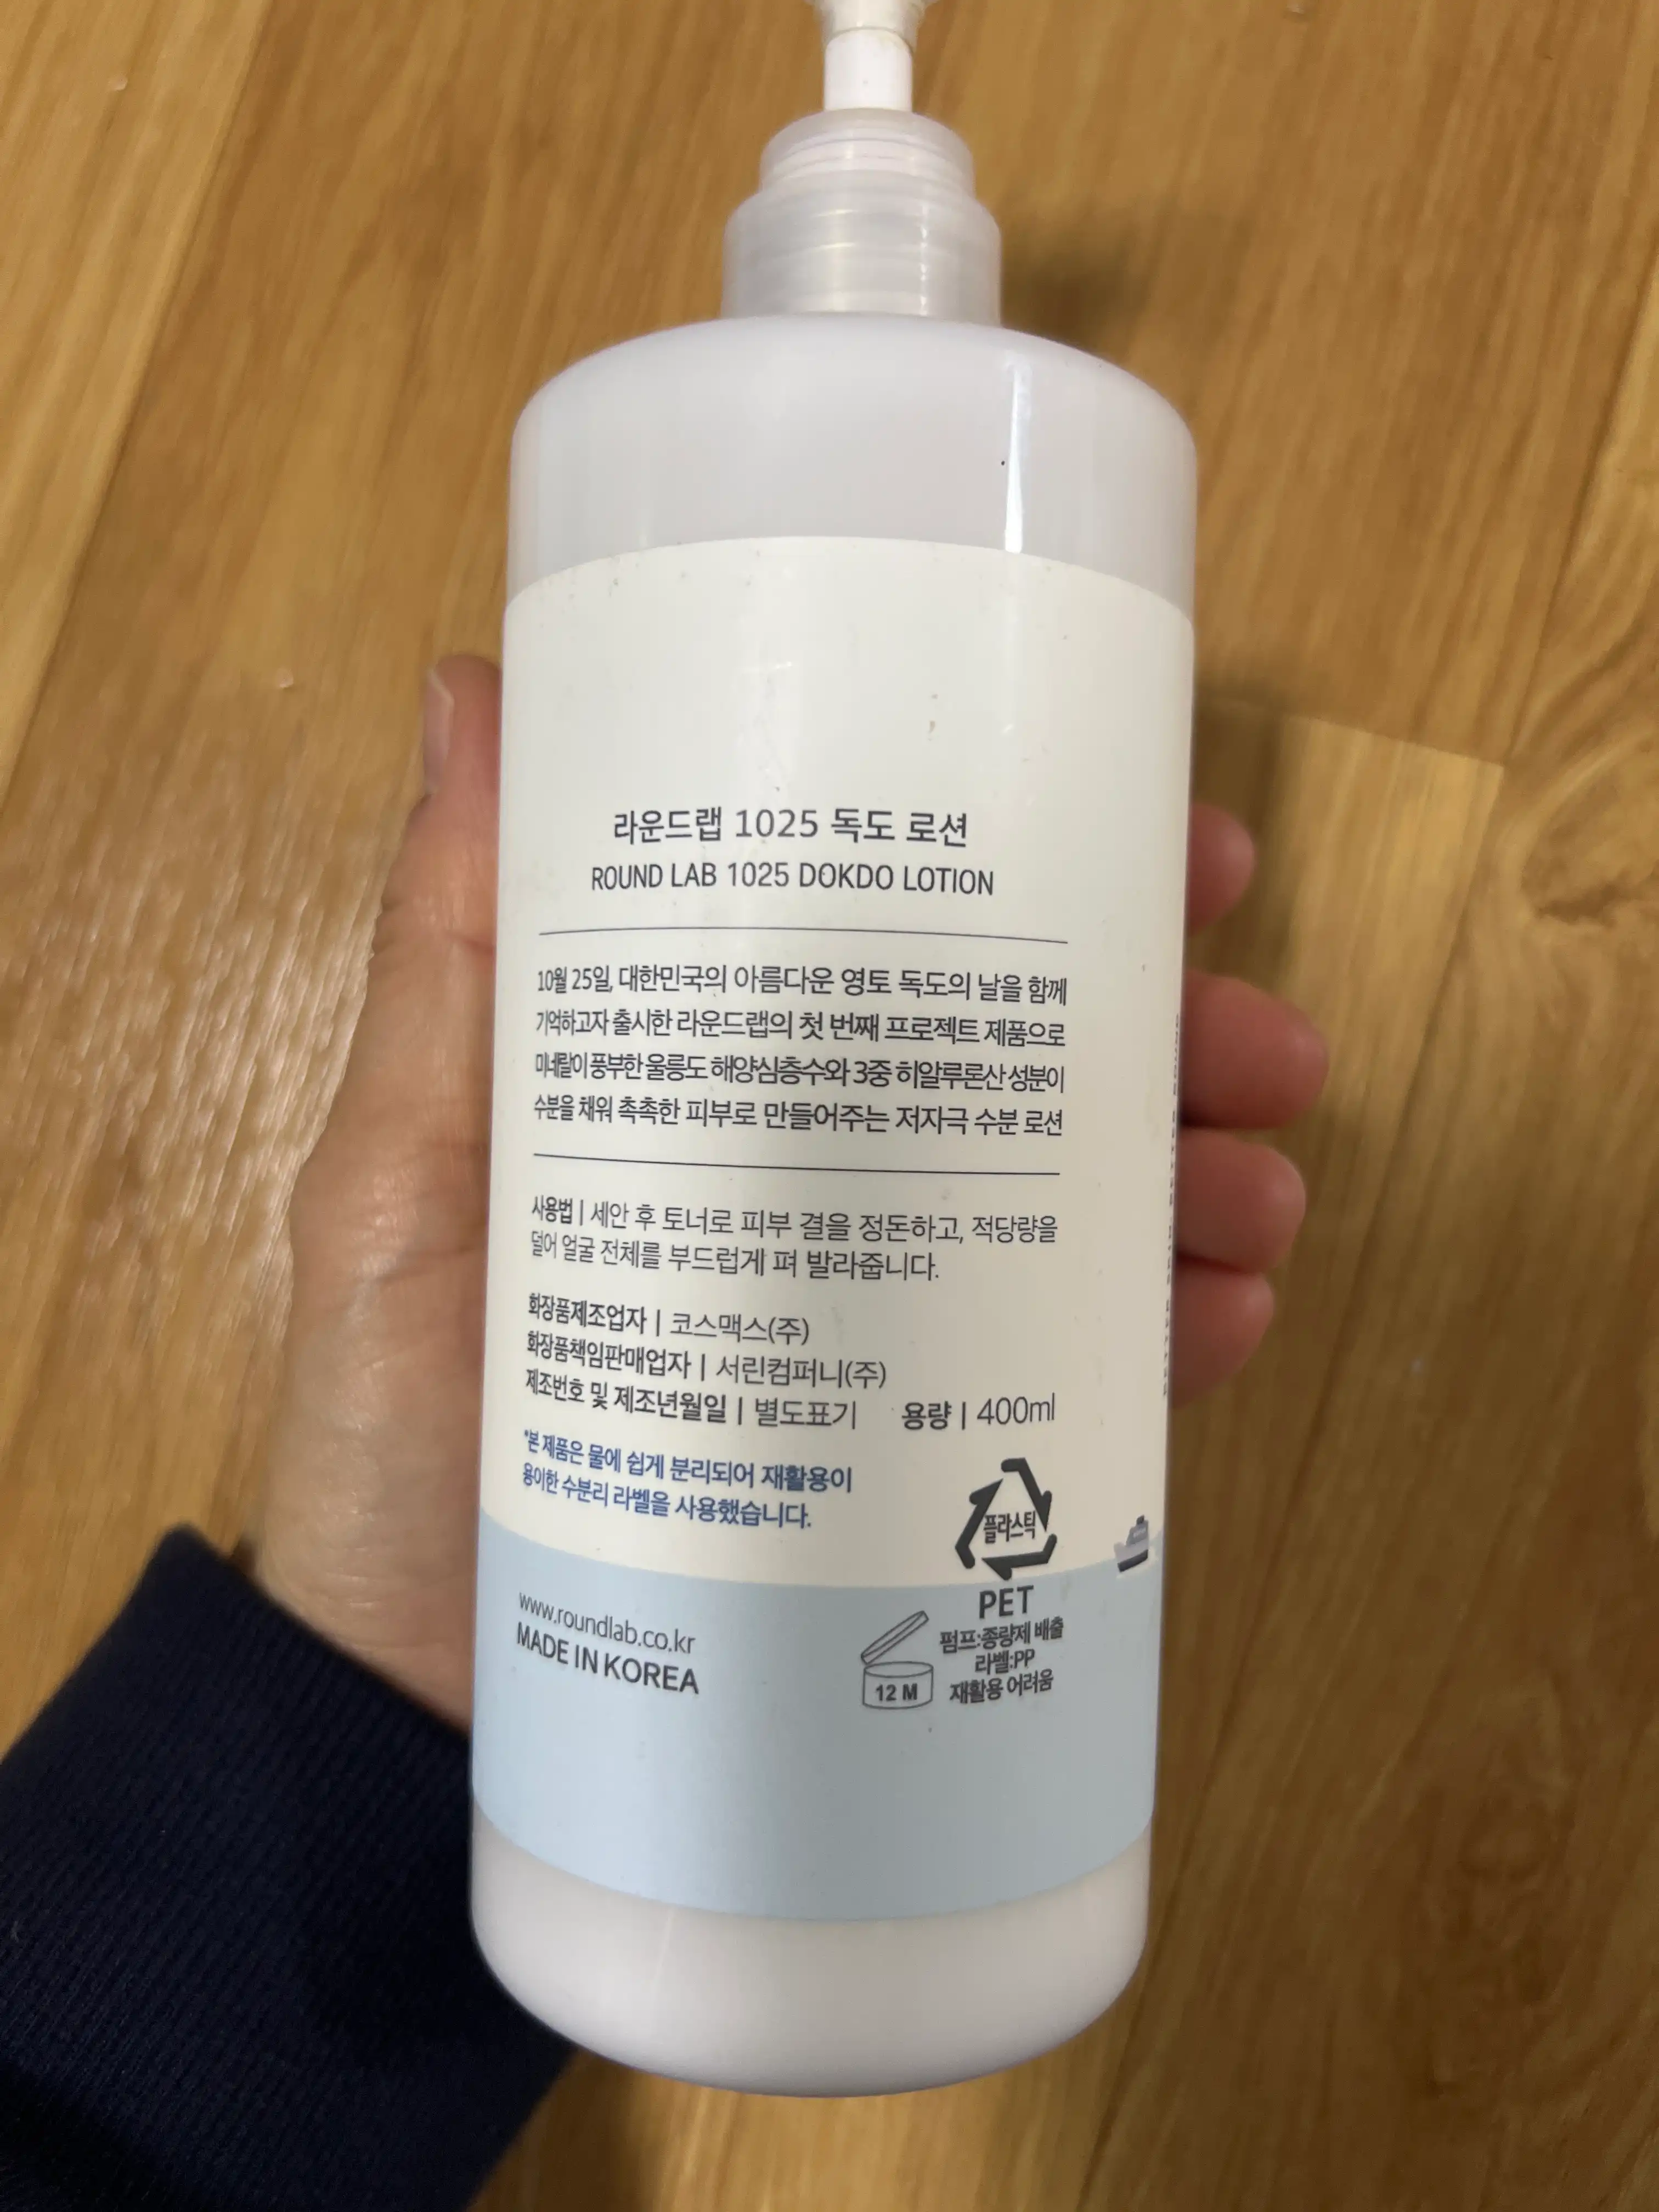 라운드랩 1025 독도 로션
ROUND LAB 1025 DOKDO LOTION
10월 25일, 대한민국의 아름다운 영토 독도의 날을 함께
기억하고자 출시한 라운드랩의 첫 번째 프로젝트 제품으로
미네랄이 풍부한 울릉도 해양심층수와 3중 히알루론산 성분이
수분을 채워 촉촉한 피부로 만들어주는 저자극 수분 로션
사용법 | 세안 후 토너로 피부 결을 정돈하고, 적당량을
덜어 얼굴 전체를 부드럽게 펴 발라줍니다.
화장품제조업자 | 코스맥스(주)
화장품책임판매업자 | 서린컴퍼니(주)
제조번호 및 제조년월일 | 별도표기 용량 | 400ml
*본 제품은 물에 쉽게 분리되어 재활용이
용이한 수분리 라벨을 사용했습니다.
플라스틱
PET
펌프:종량제 배출
라벨:PP
재활용 어려움
12 M
www.roundlab.co.kr
MADE IN KOREA